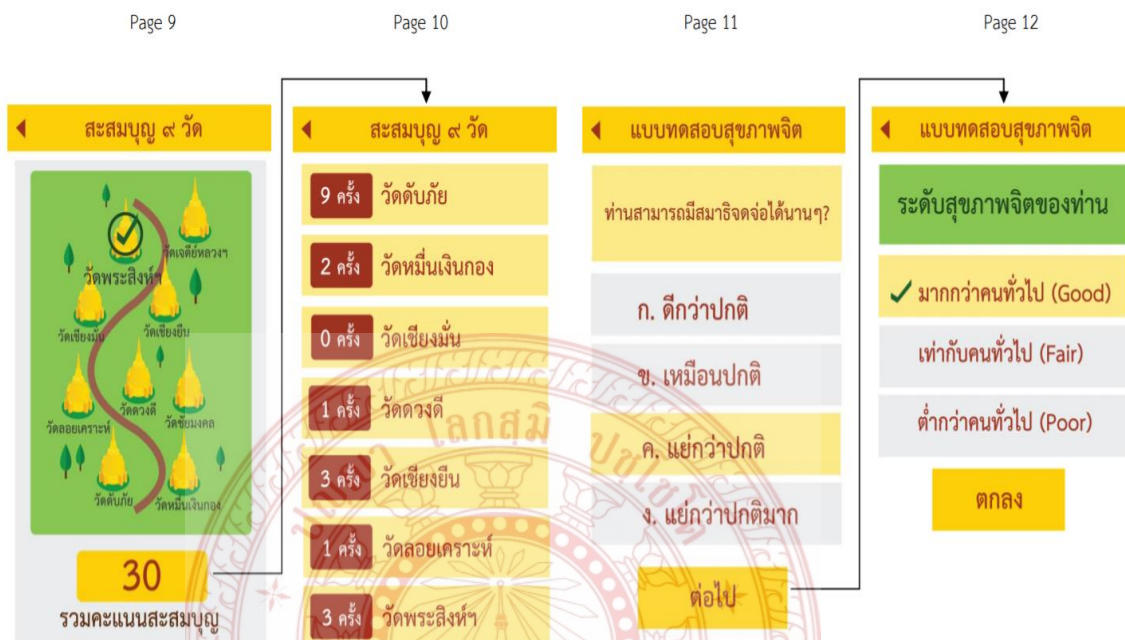 Page 9
Page 10
Page 11
Page 12
สะสมบุญ ๙ วัด
วัดเจดีย์หลวงฯ
วัดพระสิงห์ฯ
วัดเชียงมั่น
วัดเชียงยืน
วัดดวงดี
วัดลอยเคราะห์
วัดชัยมงคล
วัดดับภัย
วัดหมื่นเงินกอง
30
รวมคะแนนสะสมบุญ
สะสมบุญ ๙ วัด
9 ครั้ง วัดดับภัย
2 ครั้ง วัดหมื่นเงินกอง
0 ครั้ง วัดเชียงมั่น
1 ครั้ง วัดดวงดี
3 ครั้ง วัดเชียงยืน
1 ครั้ง วัดลอยเคราะห์
3 ครั้ง วัดพระสิงห์ฯ
แบบทดสอบสุขภาพจิต
ท่านสามารถมีสมาธิจดจ่อได้นานๆ?
ก. ดีกว่าปกติ
ข. เหมือนปกติ
ค. แย่กว่าปกติ
ง. แย่กว่าปกติมาก
ต่อไป
แบบทดสอบสุขภาพจิต
ระดับสุขภาพจิตของท่าน
มากกว่าคนทั่วไป (Good)
เท่ากับคนทั่วไป (Fair)
ต่ำกว่าคนทั่วไป (Poor)
ตกลง
โลกสฺมิ ปชฺโชติ